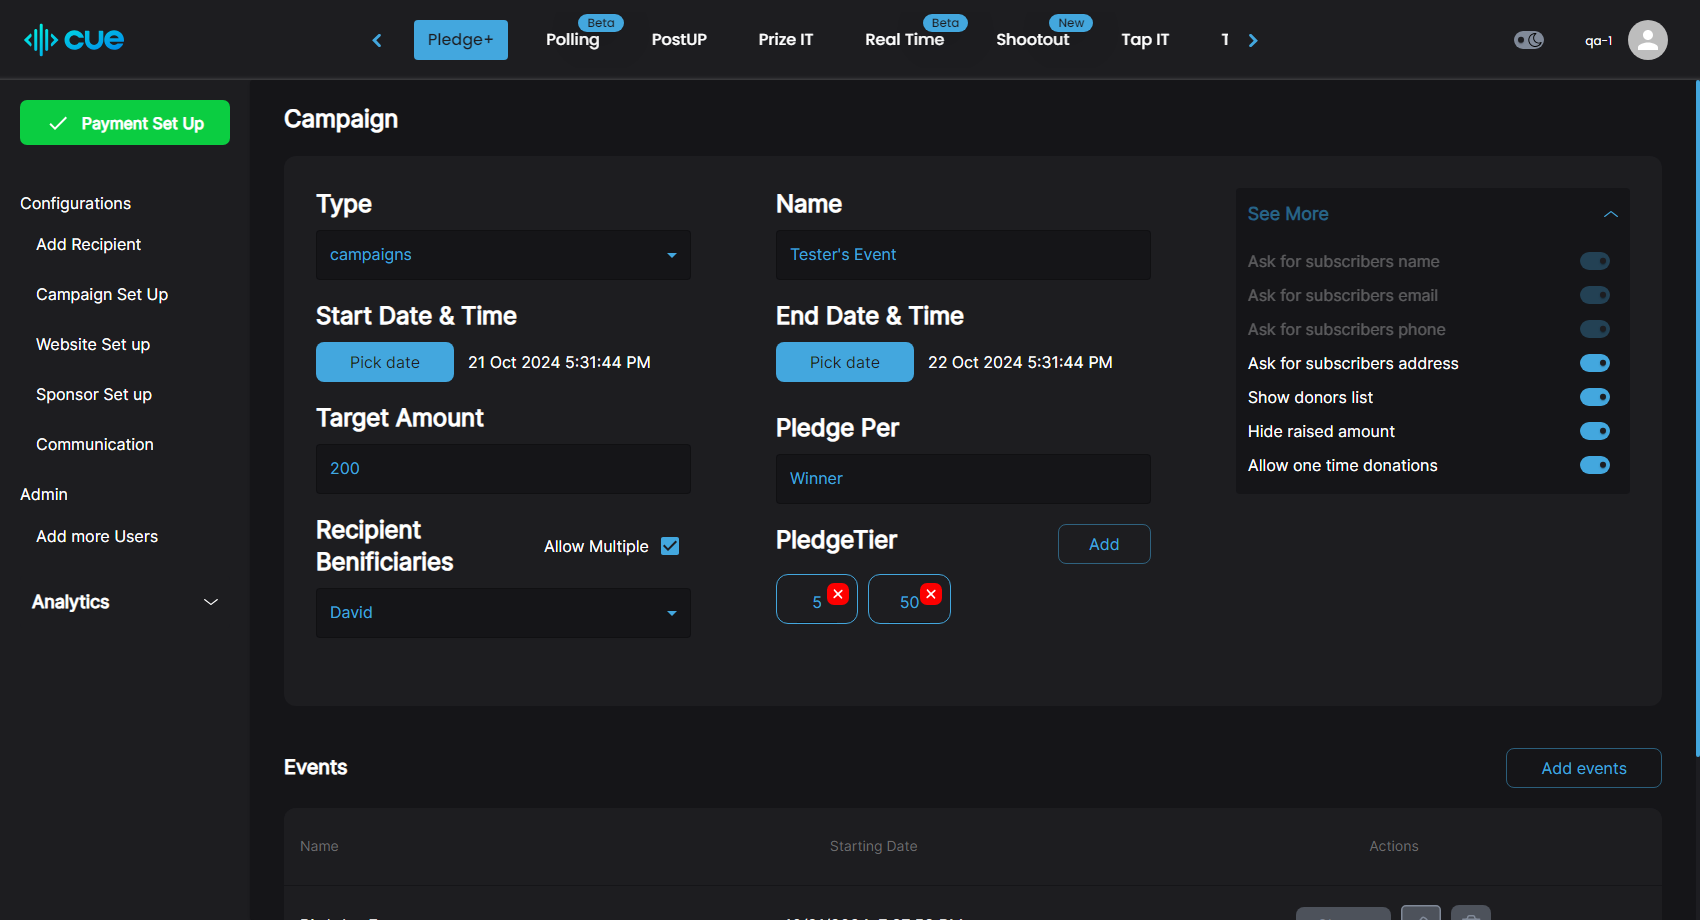 cue
Pledge+
Polling
Beta
PostUP
Prize IT
Real Time
Beta
Shootout
New
Tap IT
qa-1
Payment Set Up
Configurations
Add Recipient
Campaign Set Up
Website Set up
Sponsor Set up
Communication
Admin
Add more Users
Analytics
Campaign
Type
campaigns
Name
Tester's Event
Start Date & Time
Pick date 21 Oct 2024 5:31:44 PM
End Date & Time
Pick date 22 Oct 2024 5:31:44 PM
Target Amount
200
Pledge Per
Winner
Recipient
Benificiaries
Allow Multiple
David
PledgeTier
Add
5
50
See More
Ask for subscribers name
Ask for subscribers email
Ask for subscribers phone
Ask for subscribers address
Show donors list
Hide raised amount
Allow one time donations
Events
Add events
Name Starting Date Actions